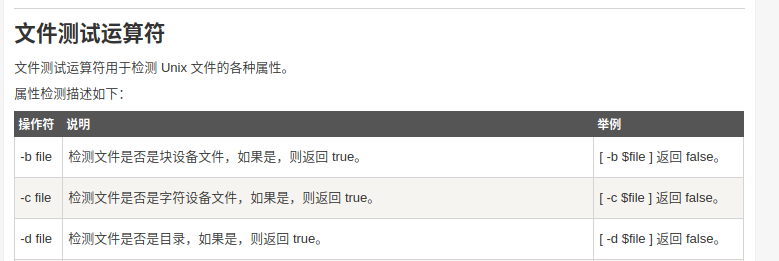 文件测试运算符
文件测试运算符用于检测 Unix 文件的各种属性。
属性检测描述如下：
操作符 说明 举例
-b file 检测文件是否是块设备文件，如果是，则返回 true。 [ -b $file ] 返回 false。
-c file 检测文件是否是字符设备文件，如果是，则返回 true。 [ -c $file ] 返回 false。
-d file 检测文件是否是目录，如果是，则返回 true。 [ -d $file ] 返回 false。